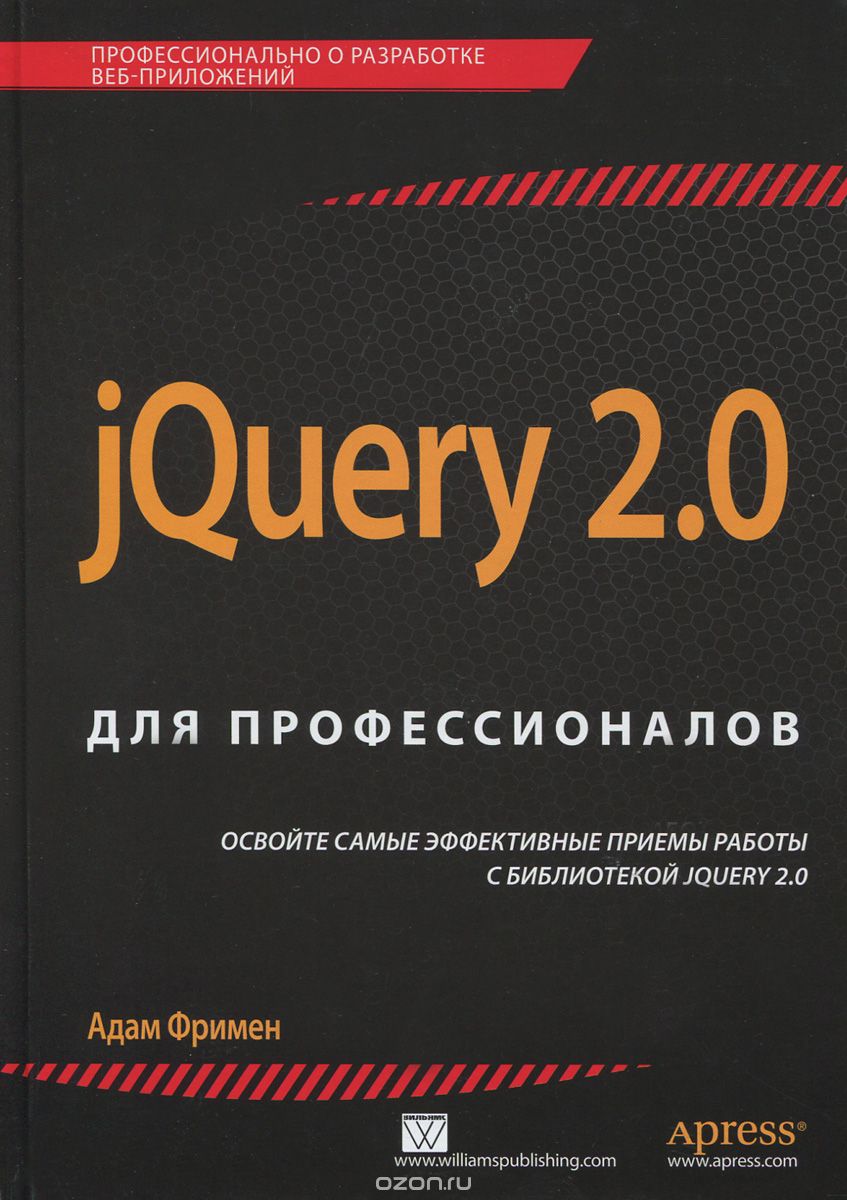 ПРОФЕССИОНАЛЬНО О РАЗРАБОТКЕ
ВЕБ-ПРИЛОЖЕНИЙ
jQuery 2.0
ДЛЯ ПРОФЕССИОНАЛОВ
ОСВОЙТЕ САМЫЕ ЭФФЕКТИВНЫЕ ПРИЕМЫ РАБОТЫ
С БИБЛИОТЕКОЙ JQUERY 2.0
Адам Фримен
ВИЛЬЯМС
W
www.williamspublishing.com
Apress®
www.apress.com
ozon.ru